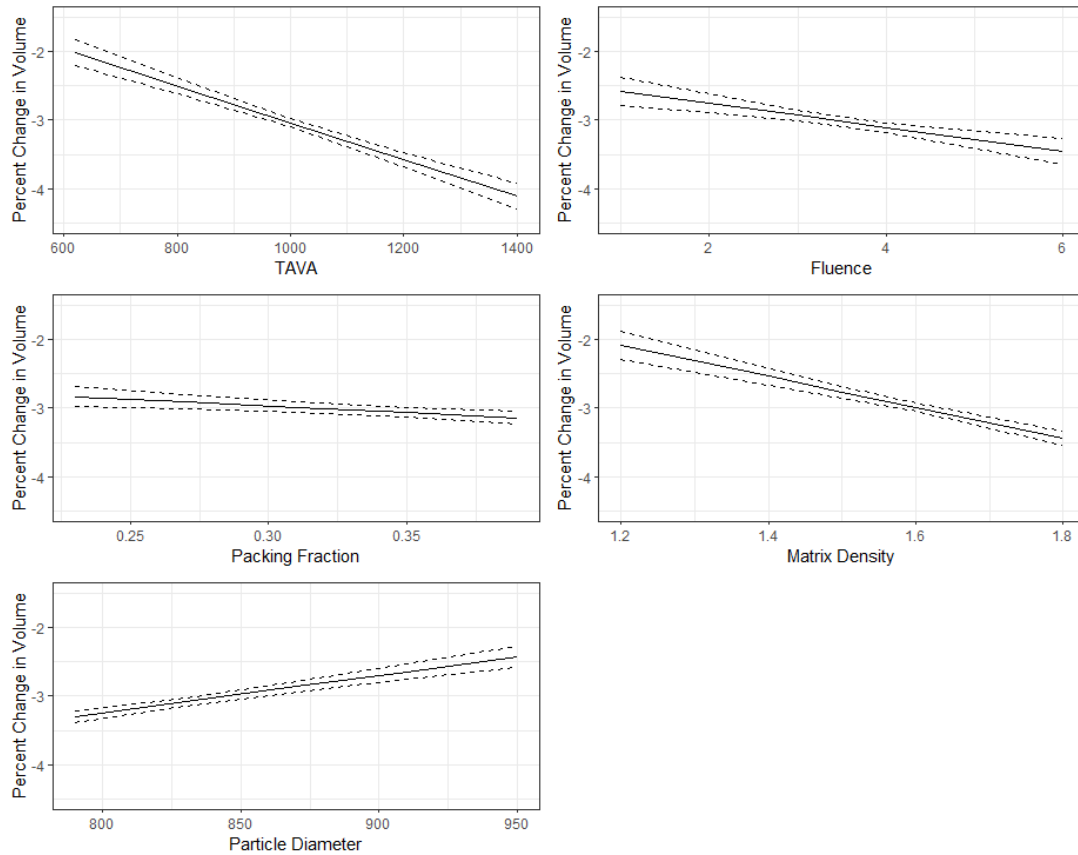 Percent Change in Volume
-2
-3
-4
600 800 1000 1200 1400
TAVA
Percent Change in Volume
-2
-3
-4
2 4 6
Fluence
Percent Change in Volume
-2
-3
-4
0.25 0.30 0.35
Packing Fraction
Percent Change in Volume
-2
-3
-4
1.2 1.4 1.6 1.8
Matrix Density
Percent Change in Volume
-2
-3
-4
800 850 900 950
Particle Diameter